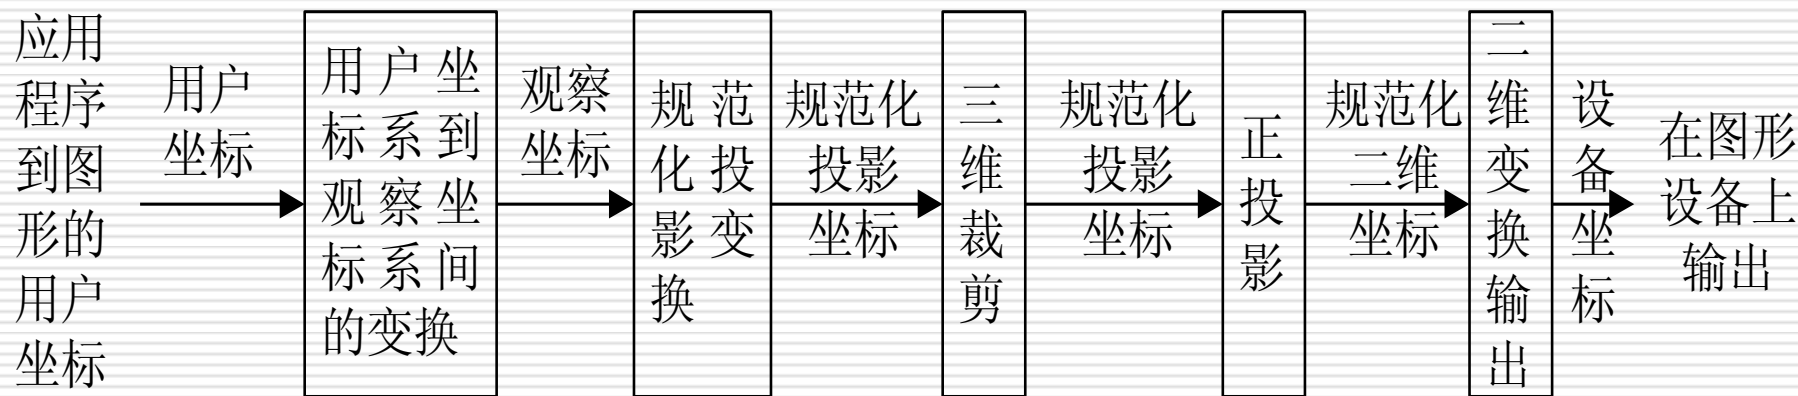 应用
程序
到图
形的
用户
坐标
用户
坐标
用户坐
标系到
观察坐
标系间
的变换
观察
坐标
规范
化投
影变
换
规范化
投影
坐标
三
维
裁
剪
规范化
投影
坐标
正
投
影
规范化
二维
坐标
二
维
变
换
输
出
设
备
坐
标
在图形
设备上
输出